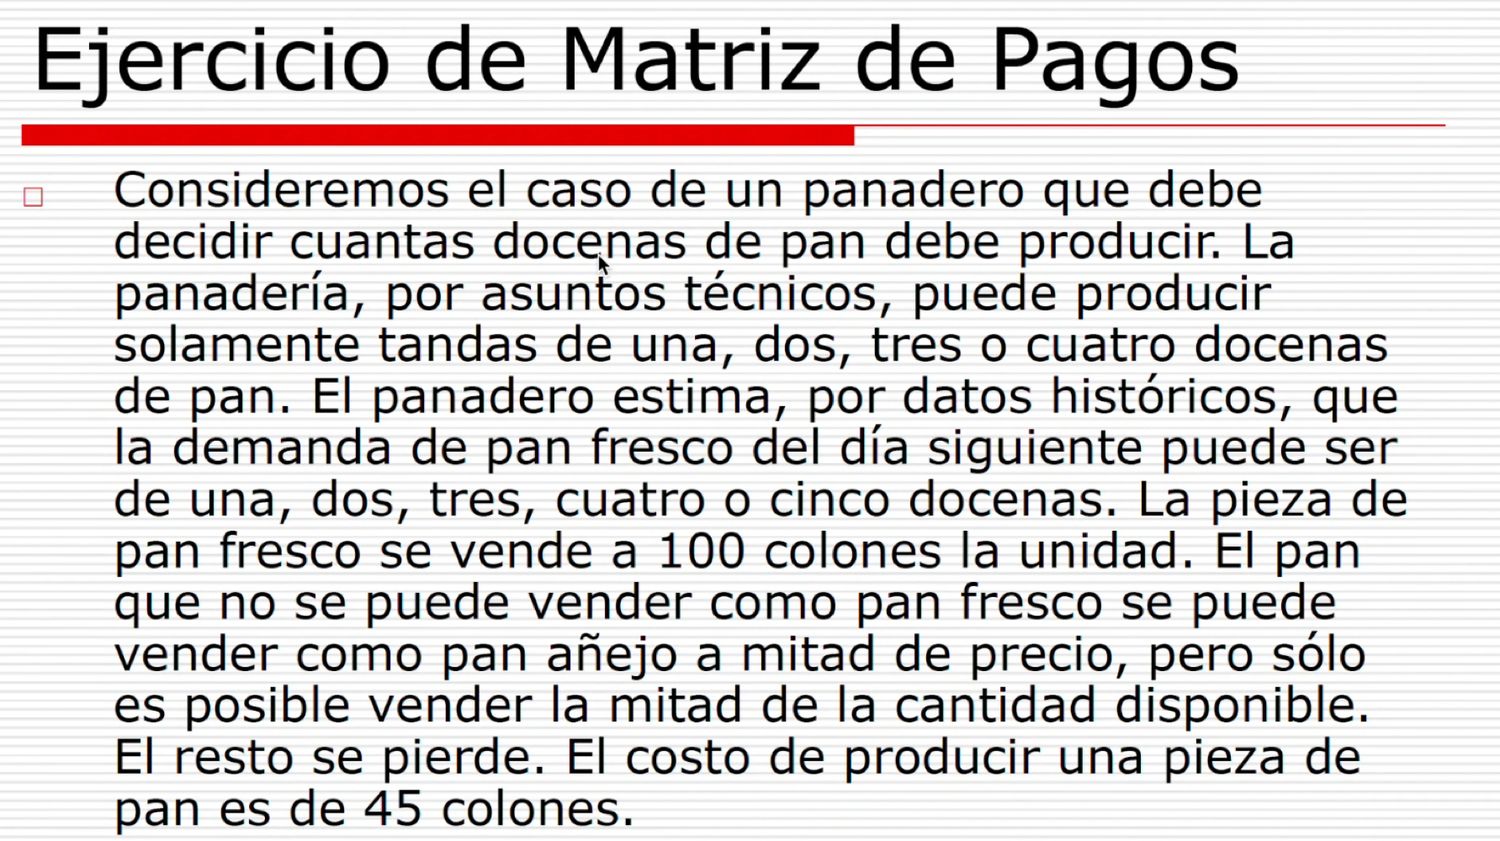 Ejercicio de Matriz de Pagos
Consideremos el caso de un panadero que debe
decidir cuantas docenas de pan debe producir. La
panadería, por asuntos técnicos, puede producir
solamente tandas de una, dos, tres o cuatro docenas
de pan. El panadero estima, por datos históricos, que
la demanda de pan fresco del día siguiente puede ser
de una, dos, tres, cuatro o cinco docenas. La pieza de
pan fresco se vende a 100 colones la unidad. El pan
que no se puede vender como pan fresco se puede
vender como pan añejo a mitad de precio, pero sólo
es posible vender la mitad de la cantidad disponible.
El resto se pierde. El costo de producir una pieza de
pan es de 45 colones.